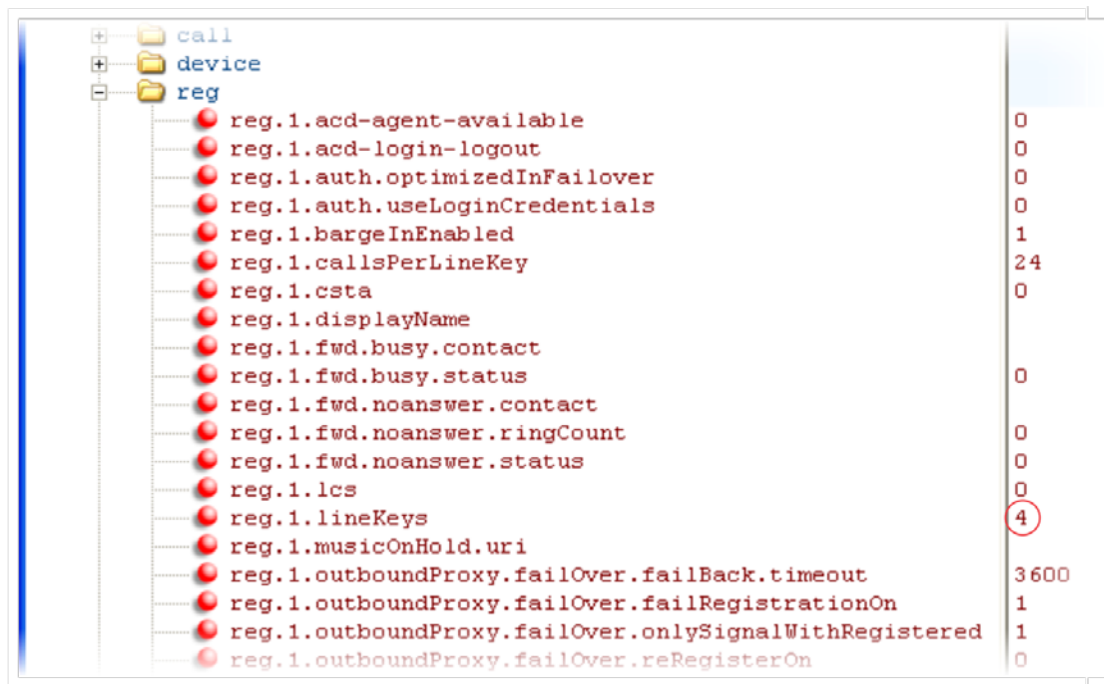 call
device
reg
reg.1.acd-agent-available 0
reg.1.acd-login-logout 0
reg.1.auth.optimizedInFailover 0
reg.1.auth.useLoginCredentials 0
reg.1.bargeInEnabled 1
reg.1.callsPerLineKey 24
reg.1.csta 0
reg.1.displayName
reg.1.fwd.busy.contact
reg.1.fwd.busy.status 0
reg.1.fwd.noanswer.contact
reg.1.fwd.noanswer.ringCount 0
reg.1.fwd.noanswer.status 0
reg.1.lcs 0
reg.1.lineKeys 4
reg.1.musicOnHold.uri
reg.1.outboundProxy.failOver.failBack.timeout 3600
reg.1.outboundProxy.failOver.failRegistrationOn 1
reg.1.outboundProxy.failOver.onlySignalWithRegistered 1
reg.1.outboundProxy.failOver.reRegisterOn 0